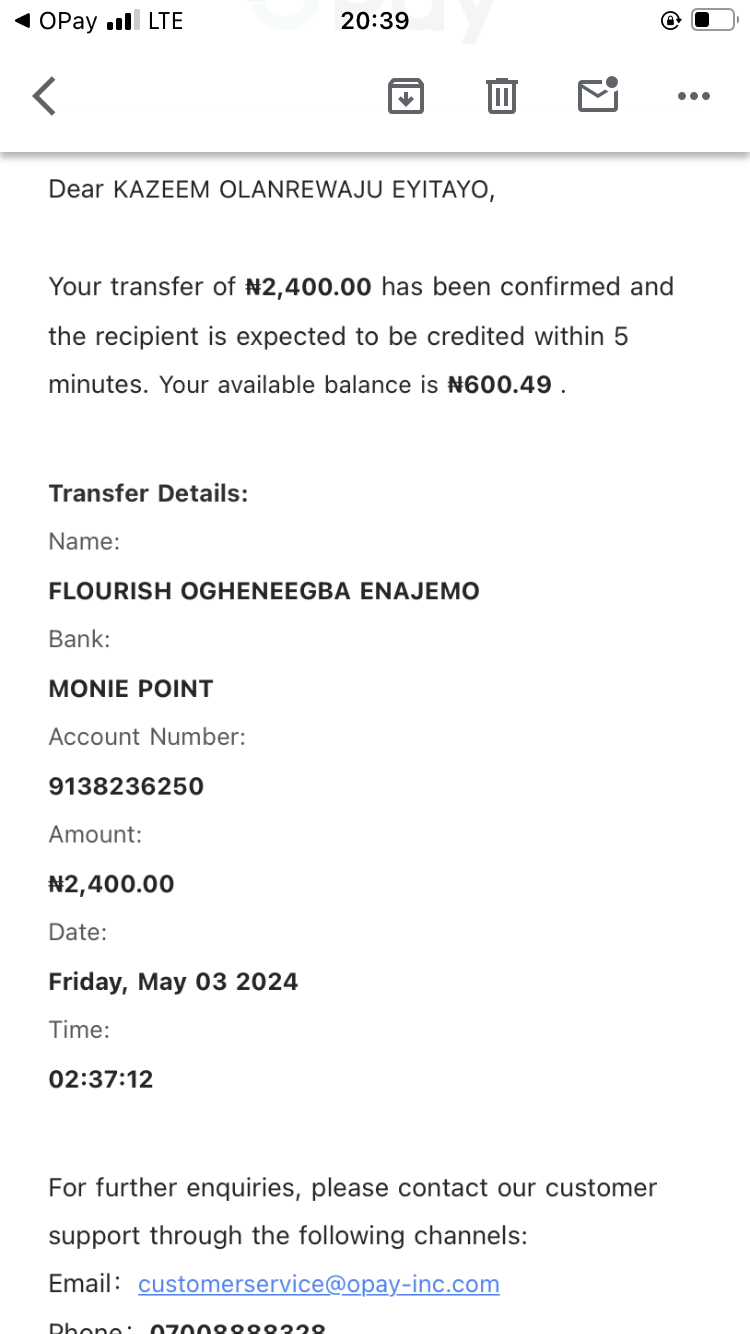 OPay LTE 20:39
OPay
Dear KAZEEM OLANREWAJU EYITAYO,
Your transfer of ₦2,400.00 has been confirmed and
the recipient is expected to be credited within 5
minutes. Your available balance is ₦600.49 .
Transfer Details:
Name:
FLOURISH OGHENEEGBA ENAJEMO
Bank:
MONIE POINT
Account Number:
9138236250
Amount:
₦2,400.00
Date:
Friday, May 03 2024
Time:
02:37:12
For further enquiries, please contact our customer
support through the following channels:
Email： customerservice@opay-inc.com
Phone： 07008888328